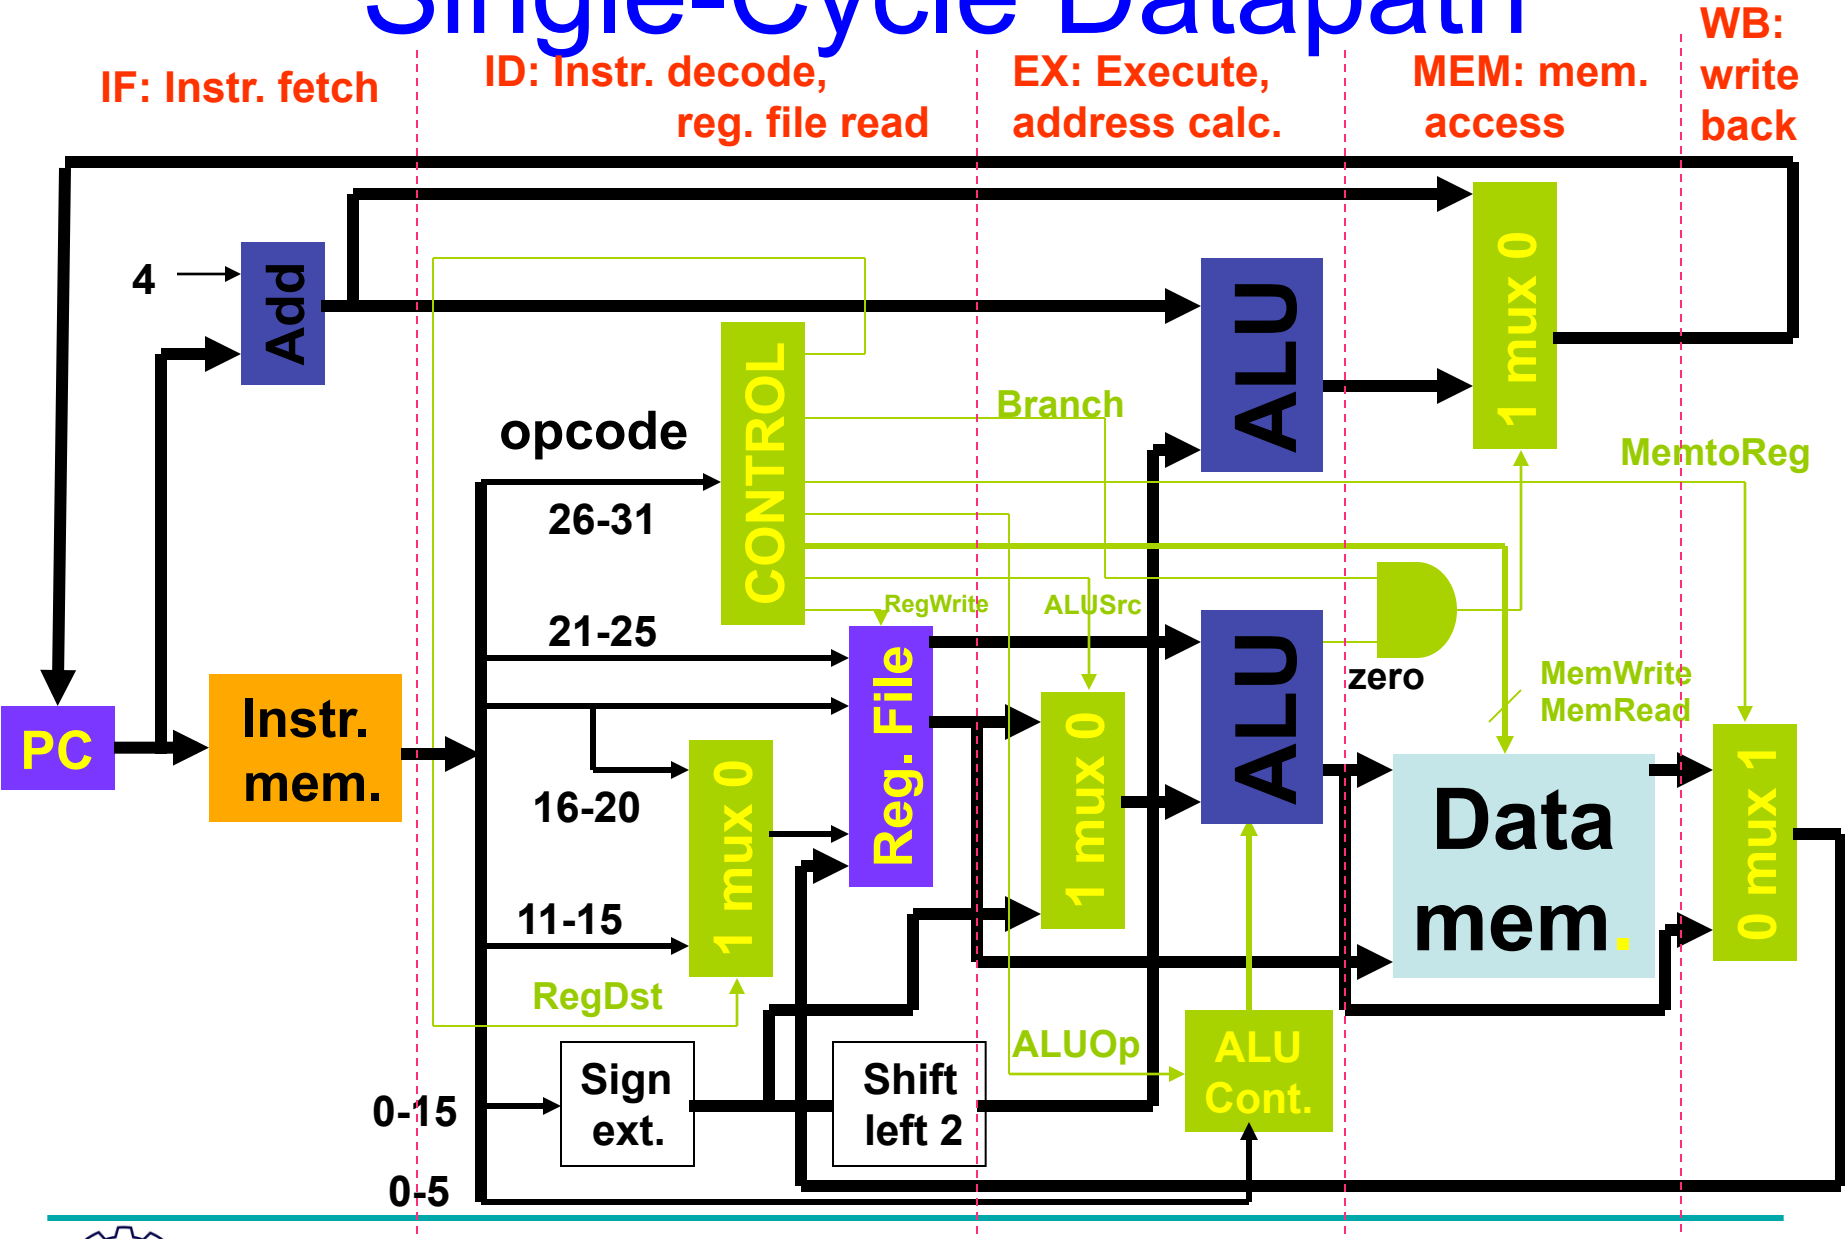 Single-Cycle Datapath
IF: Instr. fetch
ID: Instr. decode,
reg. file read
EX: Execute,
address calc.
MEM: mem.
access
WB:
write
back
4
Add
ALU
1 mux 0
CONTROL
opcode
26-31
Branch
MemtoReg
21-25
RegWrite
ALUSrc
zero
MemWrite
MemRead
PC
Instr.
mem.
Reg. File
1 mux 0
ALU
Data
mem.
0 mux 1
16-20
1 mux 0
11-15
RegDst
ALUOp
ALU
Cont.
Sign
ext.
Shift
left 2
0-15
0-5